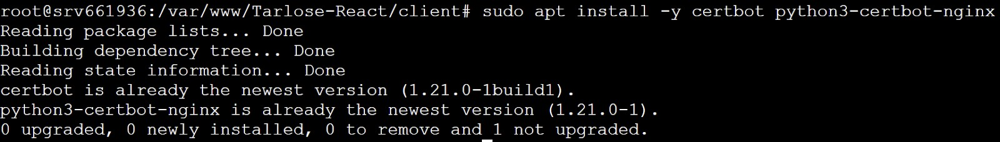 root@srv661936:/var/www/Tarlose-React/client# sudo apt install -y certbot python3-certbot-nginx
Reading package lists... Done
Building dependency tree... Done
Reading state information... Done
certbot is already the newest version (1.21.0-1build1).
python3-certbot-nginx is already the newest version (1.21.0-1).
0 upgraded, 0 newly installed, 0 to remove and 1 not upgraded.